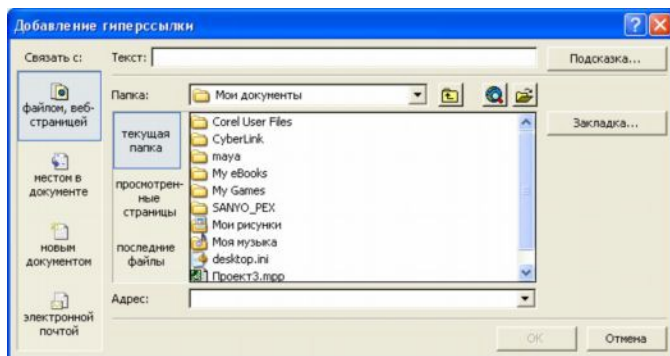 Добавление гиперссылки
Связать с:
Текст:
Подсказка...
файлом, веб-
страницей
Папка:
Мои документы
Закладка...
текущая
папка
просмотрен-
ные
страницы
последние
файлы
Corel User Files
CyberLink
maya
My eBooks
My Games
SANYO_PEX
Мои рисунки
Моя музыка
desktop.ini
Проект3.mpp
местом в
документе
новым
документом
электронной
почтой
Адрес:
ОК
Отмена